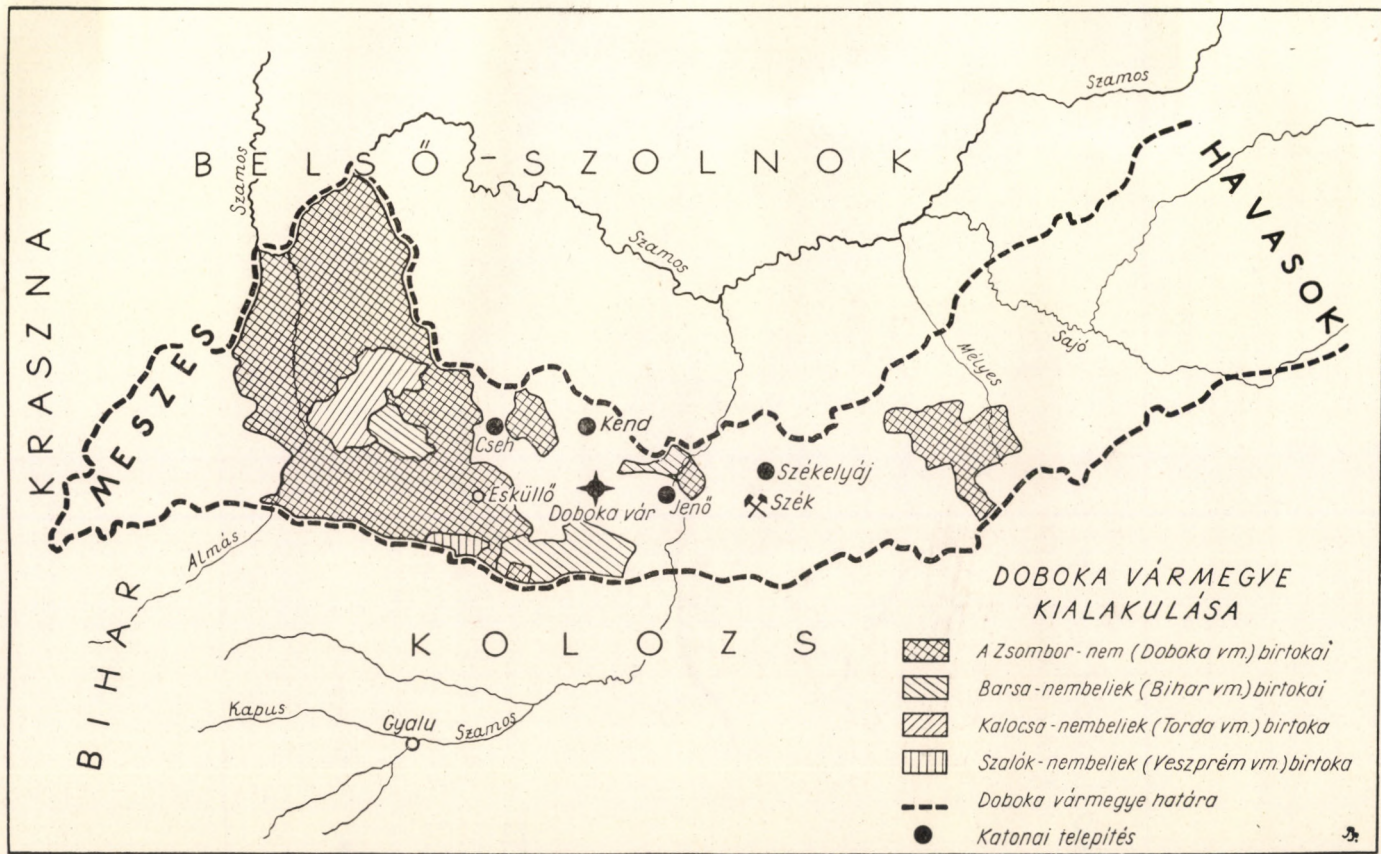 Szamos
Szamos
BELSŐ-SZOLNOK
HAVASOK
KRASZNA
MESZES
Szamos
Mélyes
Sajó
Cseh
Kend
Esküllő
Doboka vár
Jenő
Székelyáj
Szék
Almás
BIHAR
KOLOZS
Kapus
Gyalu
Szamos
DOBOKA VÁRMEGYE
KIALAKULÁSA
A Zsombor-nem (Doboka vm.) birtokai
Barsa-nembeliek (Bihar vm.) birtokai
Kalocsa-nembeliek (Torda vm.) birtoka
Szalók-nembeliek (Veszprém vm.) birtoka
Doboka vármegye határa
Katonai telepítés